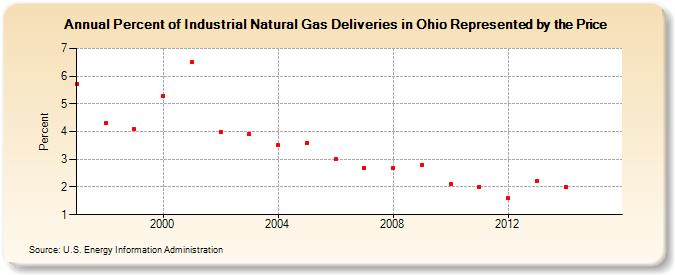 Annual Percent of Industrial Natural Gas Deliveries in Ohio Represented by the Price
Percent
7
6
5
4
3
2
1
2000 2004 2008 2012
Source: U.S. Energy Information Administration